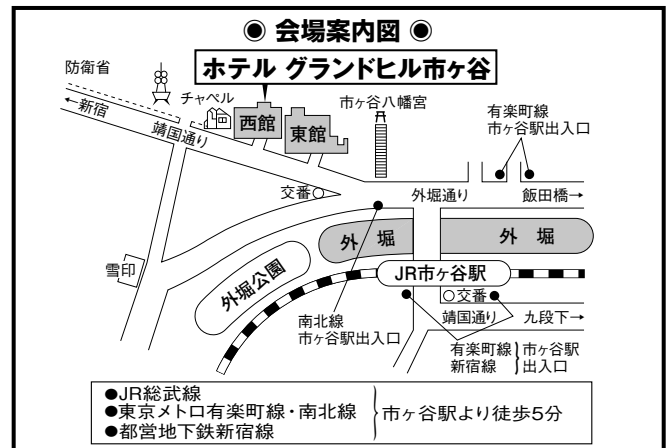 ◉ 会場案内図 ◉
ホテル グランドヒル市ヶ谷
防衛省
←新宿
靖国通り
チャペル
西館
東館
市ヶ谷八幡宮
有楽町線
市ヶ谷駅出入口
交番○
外堀通り
飯田橋→
外 堀
外 堀
雪印
外堀公園
JR市ヶ谷駅
○交番
南北線
市ヶ谷駅出入口
靖国通り
九段下→
有楽町線
新宿線
市ヶ谷駅
出入口
●JR総武線
●東京メトロ有楽町線・南北線
●都営地下鉄新宿線
市ヶ谷駅より徒歩5分